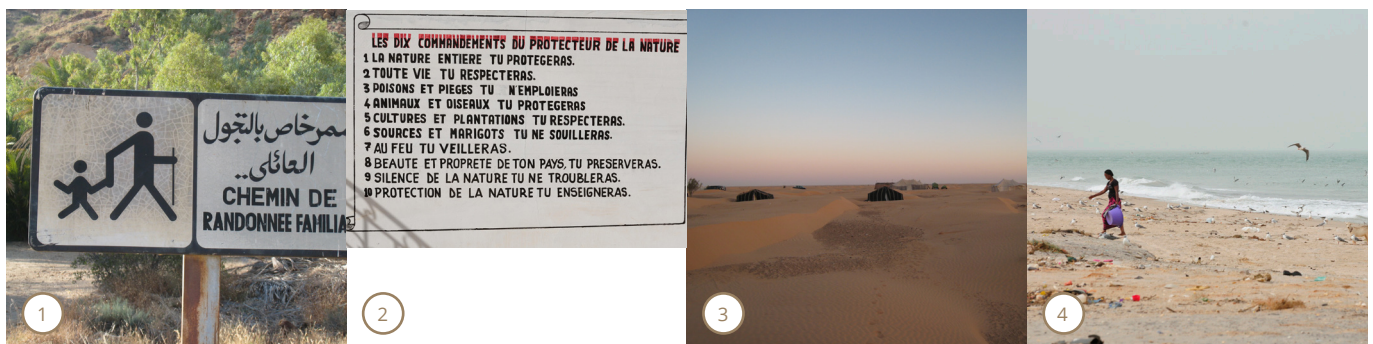 ممر خاص بالتجول
العائلي..
CHEMIN DE
RANDONNEE FAMILIA
1
LES DIX COMMANDEMENTS DU PROTECTEUR DE LA NATURE
1 LA NATURE ENTIERE TU PROTEGERAS.
2 TOUTE VIE TU RESPECTERAS.
3 POISONS ET PIEGES TU N'EMPLOIERAS
4 ANIMAUX ET OISEAUX TU PROTEGERAS
5 CULTURES ET PLANTATIONS TU RESPECTERAS.
6 SOURCES ET MARIGOTS TU NE SOUILLERAS.
7 AU FEU TU VEILLERAS.
8 BEAUTE ET PROPRETE DE TON PAYS, TU PRESERVERAS.
9 SILENCE DE LA NATURE TU NE TROUBLERAS.
10 PROTECTION DE LA NATURE TU ENSEIGNERAS.
2
3
4